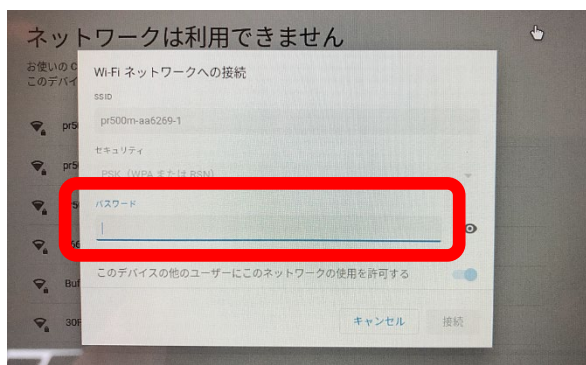 ネットワークは利用できません
お使いの C
このデバイ
Wi-Fi ネットワークへの接続
SSID
pr500m-aa6269-1
セキュリティ
PSK（WPA または RSN）
パスワード
このデバイスの他のユーザーにこのネットワークの使用を許可する
キャンセル
接続
pr5
pr5
Buf